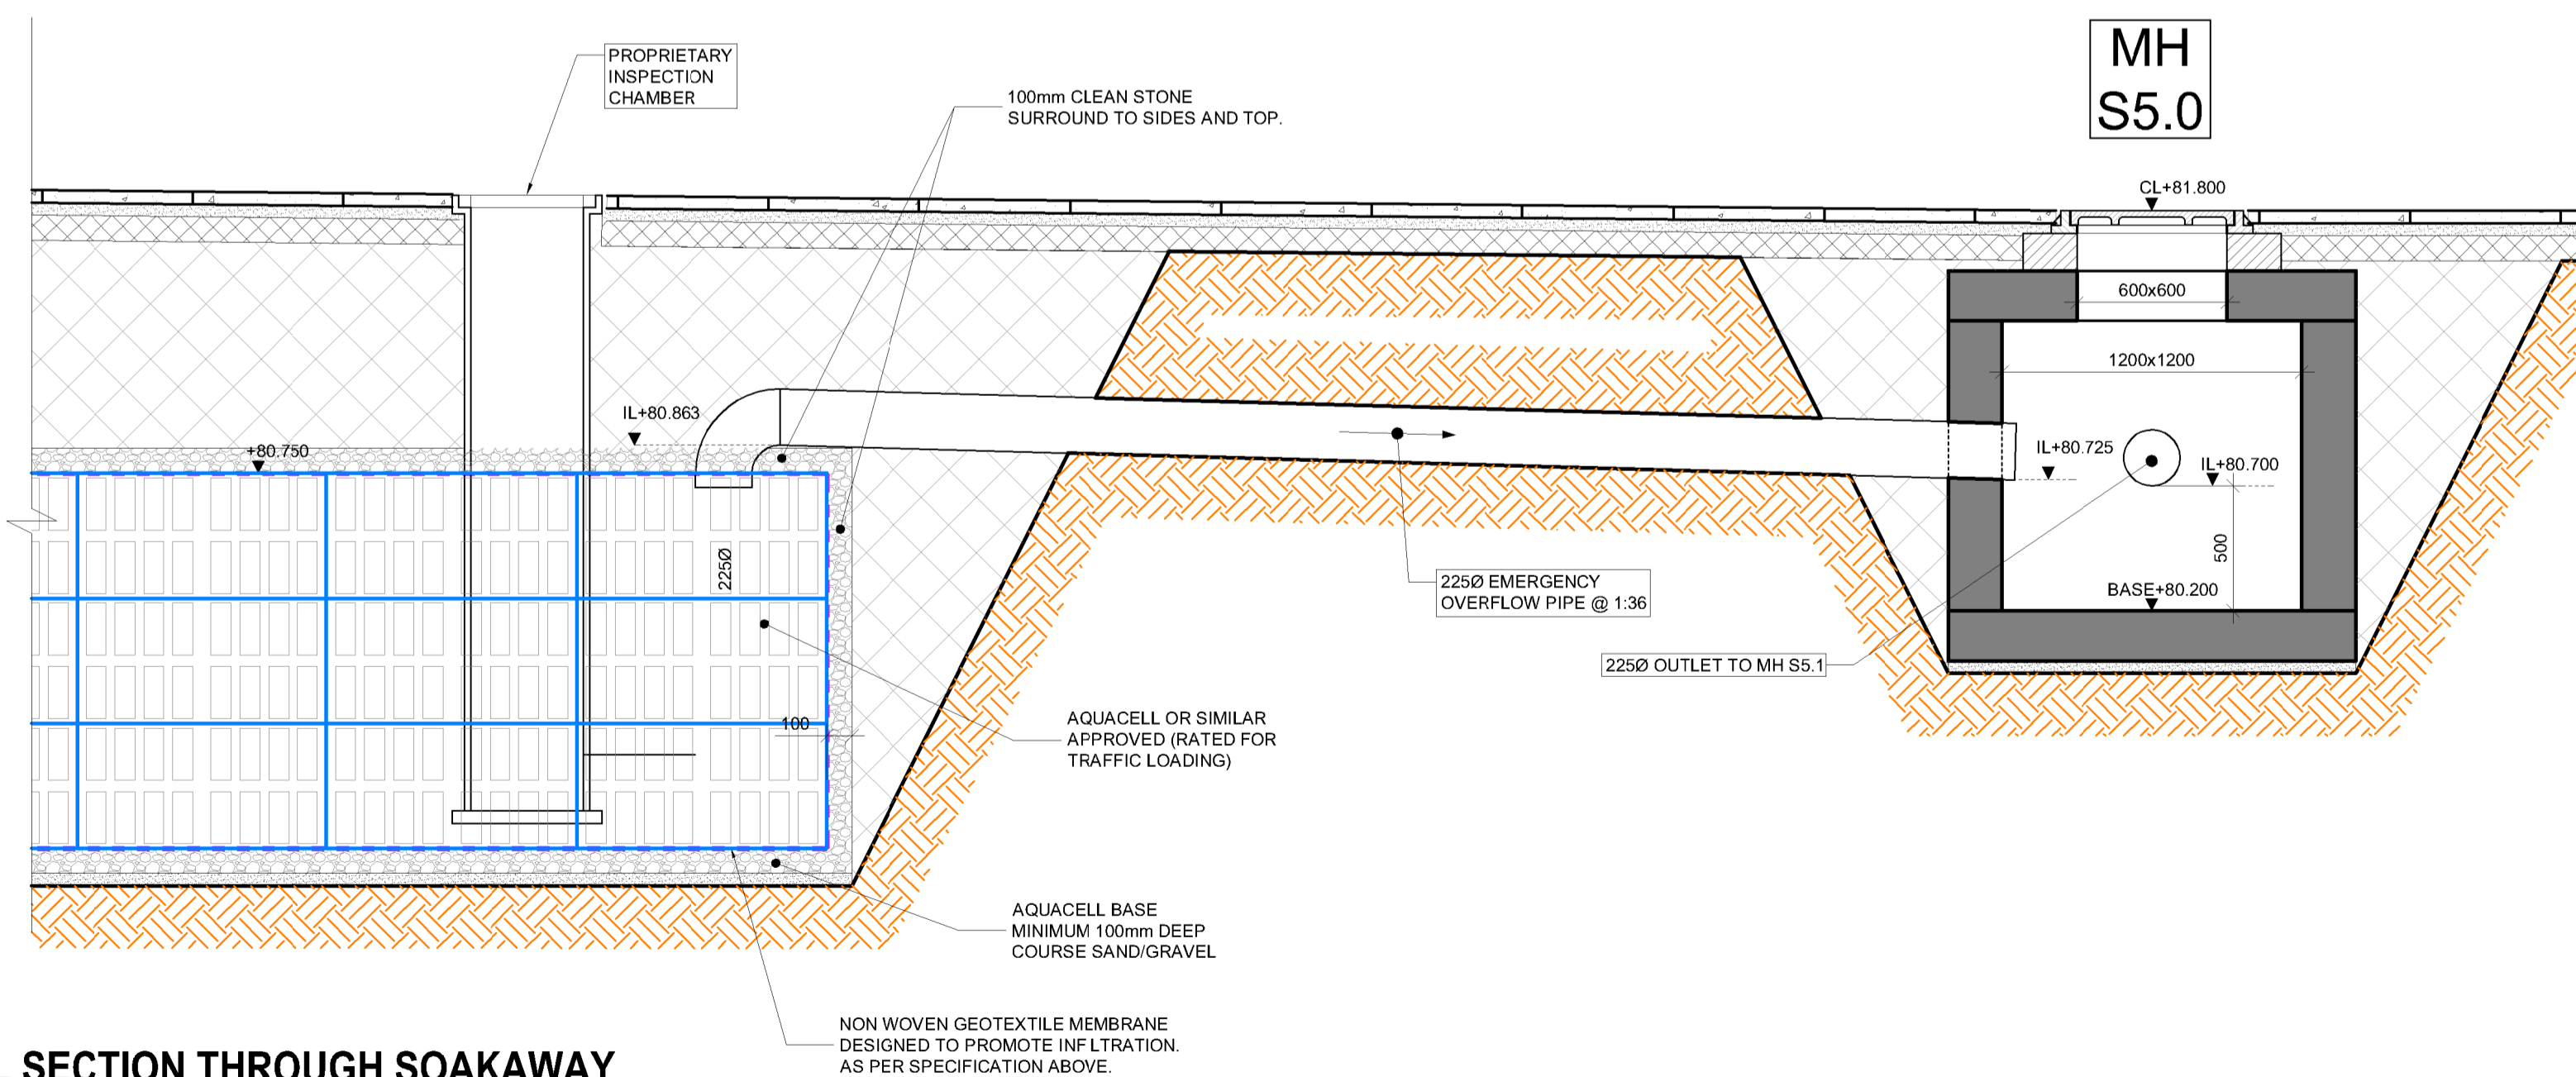 PROPRIETARY
INSPECTION
CHAMBER
100mm CLEAN STONE
SURROUND TO SIDES AND TOP.
MH
S5.0
CL+81.800
600x600
1200x1200
IL+80.863
+80.750
IL+80.725
IL+80.700
500
225Ø
225Ø EMERGENCY
OVERFLOW PIPE @ 1:36
BASE+80.200
225Ø OUTLET TO MH S5.1
100
AQUACELL OR SIMILAR
APPROVED (RATED FOR
TRAFFIC LOADING)
AQUACELL BASE
MINIMUM 100mm DEEP
COURSE SAND/GRAVEL
NON WOVEN GEOTEXTILE MEMBRANE
DESIGNED TO PROMOTE INFILTRATION.
AS PER SPECIFICATION ABOVE.
SECTION THROUGH SOAKAWAY